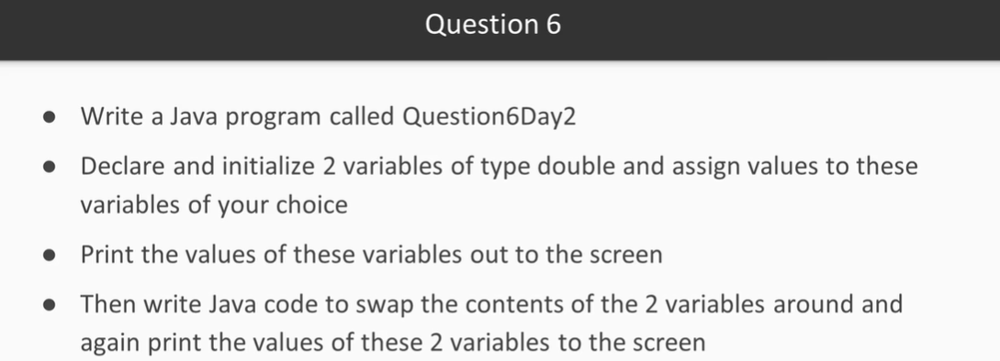 Question 6
● Write a Java program called Question6Day2
● Declare and initialize 2 variables of type double and assign values to these
variables of your choice
● Print the values of these variables out to the screen
● Then write Java code to swap the contents of the 2 variables around and
again print the values of these 2 variables to the screen